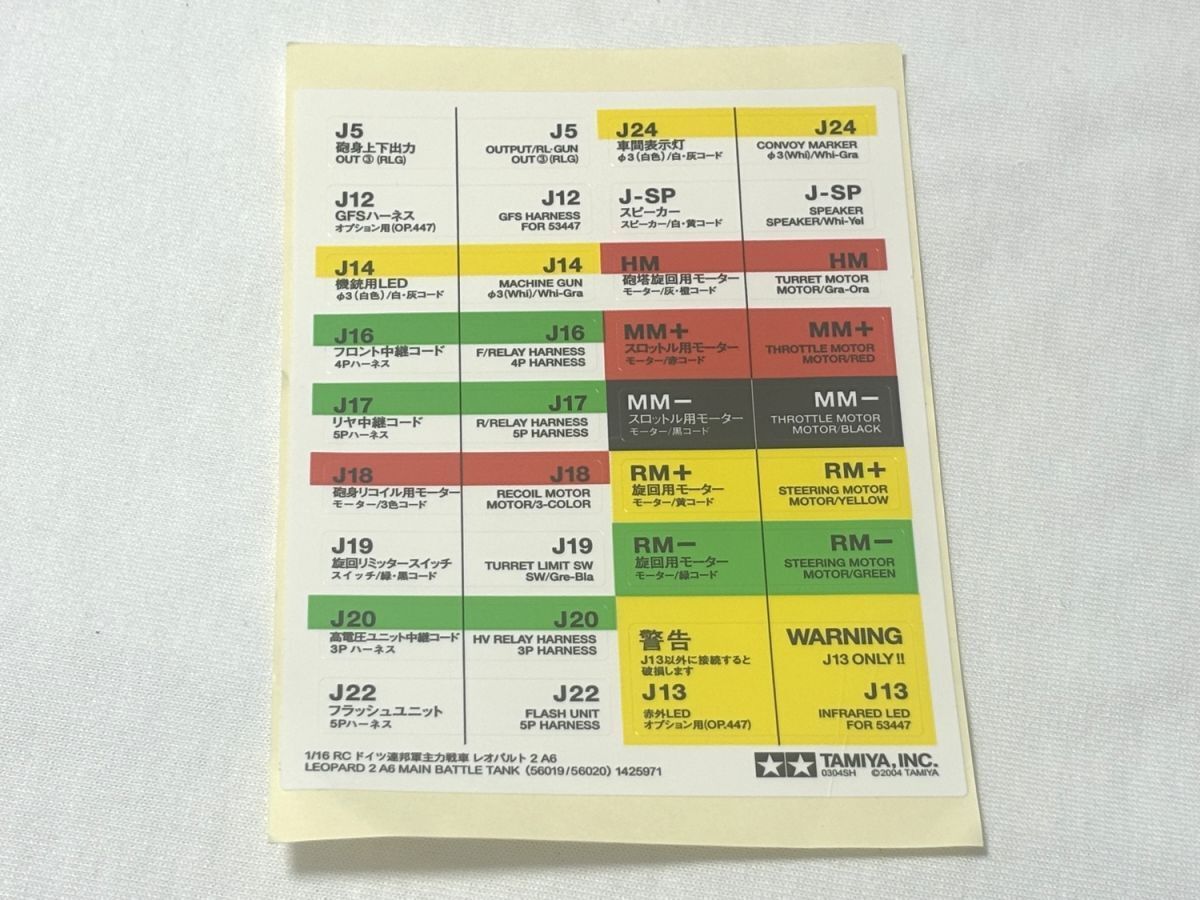 J5
砲身上下出力
OUT ③ (RLG)
J5
OUTPUT/RL·GUN
OUT ③ (RLG)
J12
GFSハーネス
オプション用(OP.447)
J12
GFS HARNESS
FOR 53447
J14
機銃用LED
φ3 (白色) /白・灰コード
J14
MACHINE GUN
φ3 (Whi)/Whi-Gra
J16
フロント中継コード
4Pハーネス
J16
F/RELAY HARNESS
4P HARNESS
J17
リヤ中継コード
5Pハーネス
J17
R/RELAY HARNESS
5P HARNESS
J18
砲身リコイル用モーター
モーター/3色コード
J18
RECOIL MOTOR
MOTOR/3-COLOR
J19
旋回リミッタースイッチ
スイッチ/緑・黒コード
J19
TURRET LIMIT SW
SW/Gre-Bla
J20
高電圧ユニット中継コード
3P ハーネス
J20
HV RELAY HARNESS
3P HARNESS
J22
フラッシュユニット
5Pハーネス
J22
FLASH UNIT
5P HARNESS
J24
車間表示灯
φ3 (白色) /白・灰コード
J24
CONVOY MARKER
φ3 (Whi)/Whi-Gra
J-SP
スピーカー
スピーカー/白・黄コード
J-SP
SPEAKER
SPEAKER/Whi-Yel
HM
砲塔旋回用モーター
モーター/灰・橙コード
HM
TURRET MOTOR
MOTOR/Gra-Ora
MM+
スロットル用モーター
モーター/赤コード
MM+
THROTTLE MOTOR
MOTOR/RED
MM−
スロットル用モーター
モーター/黒コード
MM−
THROTTLE MOTOR
MOTOR/BLACK
RM+
旋回用モーター
モーター/黄コード
RM+
STEERING MOTOR
MOTOR/YELLOW
RM−
旋回用モーター
モーター/緑コード
RM−
STEERING MOTOR
MOTOR/GREEN
警告
J13以外に接続すると
破損します
J13
赤外LED
オプション用(OP.447)
WARNING
J13 ONLY!!
J13
INFRARED LED
FOR 53447
1/16 RC ドイツ連邦軍主力戦車 レオパルト 2 A6
LEOPARD 2 A6 MAIN BATTLE TANK (56019/56020) 1425971
TAMIYA, INC.
0304SH ©2004 TAMIYA